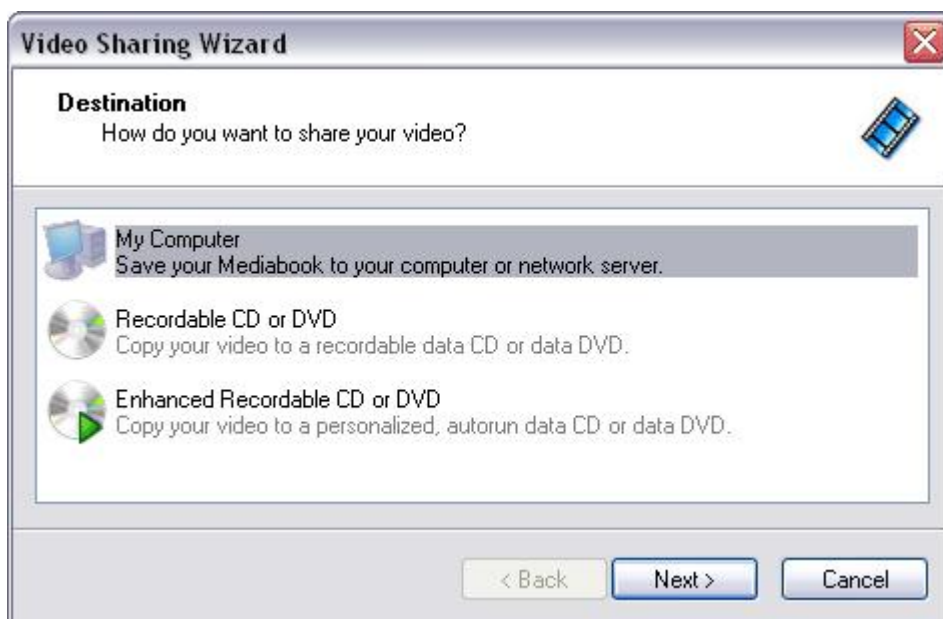 Video Sharing Wizard
Destination
How do you want to share your video?
My Computer
Save your Mediabook to your computer or network server.
Recordable CD or DVD
Copy your video to a recordable data CD or data DVD.
Enhanced Recordable CD or DVD
Copy your video to a personalized, autorun data CD or data DVD.
< Back Next > Cancel